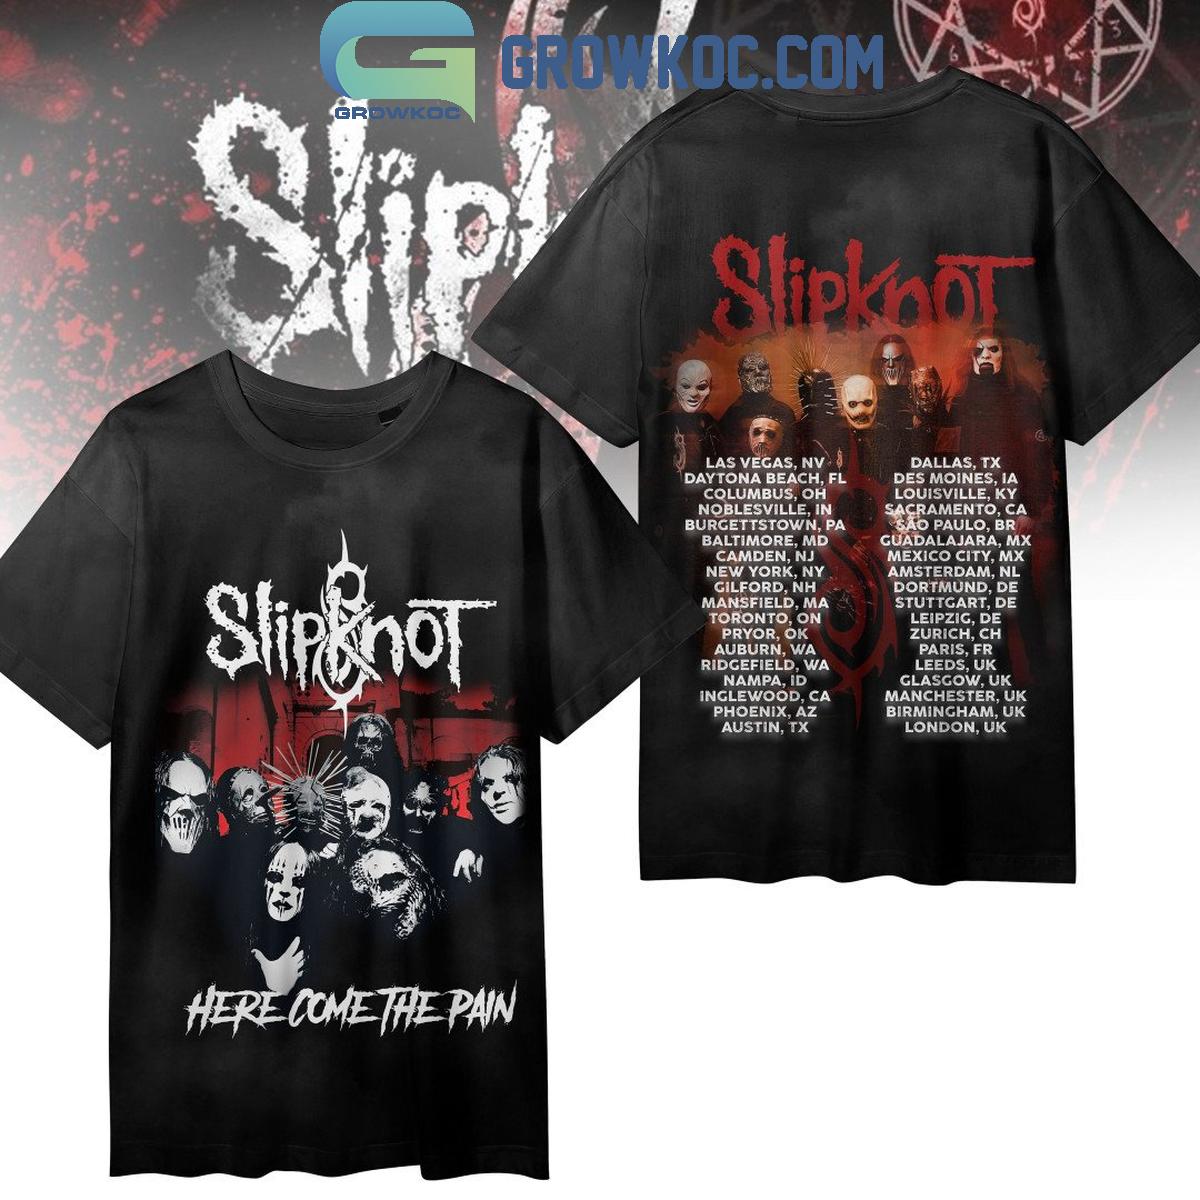 GROWKOC
GROWKOC.COM
Slipk
Slipknot
HERE COME THE PAIN
Slipknot
LAS VEGAS, NV
DAYTONA BEACH, FL
COLUMBUS, OH
NOBLESVILLE, IN
BURGETTSTOWN, PA
BALTIMORE, MD
CAMDEN, NJ
NEW YORK, NY
GILFORD, NH
MANSFIELD, MA
TORONTO, ON
PRYOR, OK
AUBURN, WA
RIDGEFIELD, WA
NAMPA, ID
INGLEWOOD, CA
PHOENIX, AZ
AUSTIN, TX
DALLAS, TX
DES MOINES, IA
LOUISVILLE, KY
SACRAMENTO, CA
SÃO PAULO, BR
GUADALAJARA, MX
MEXICO CITY, MX
AMSTERDAM, NL
DORTMUND, DE
STUTTGART, DE
LEIPZIG, DE
ZURICH, CH
PARIS, FR
LEEDS, UK
GLASGOW, UK
MANCHESTER, UK
BIRMINGHAM, UK
LONDON, UK